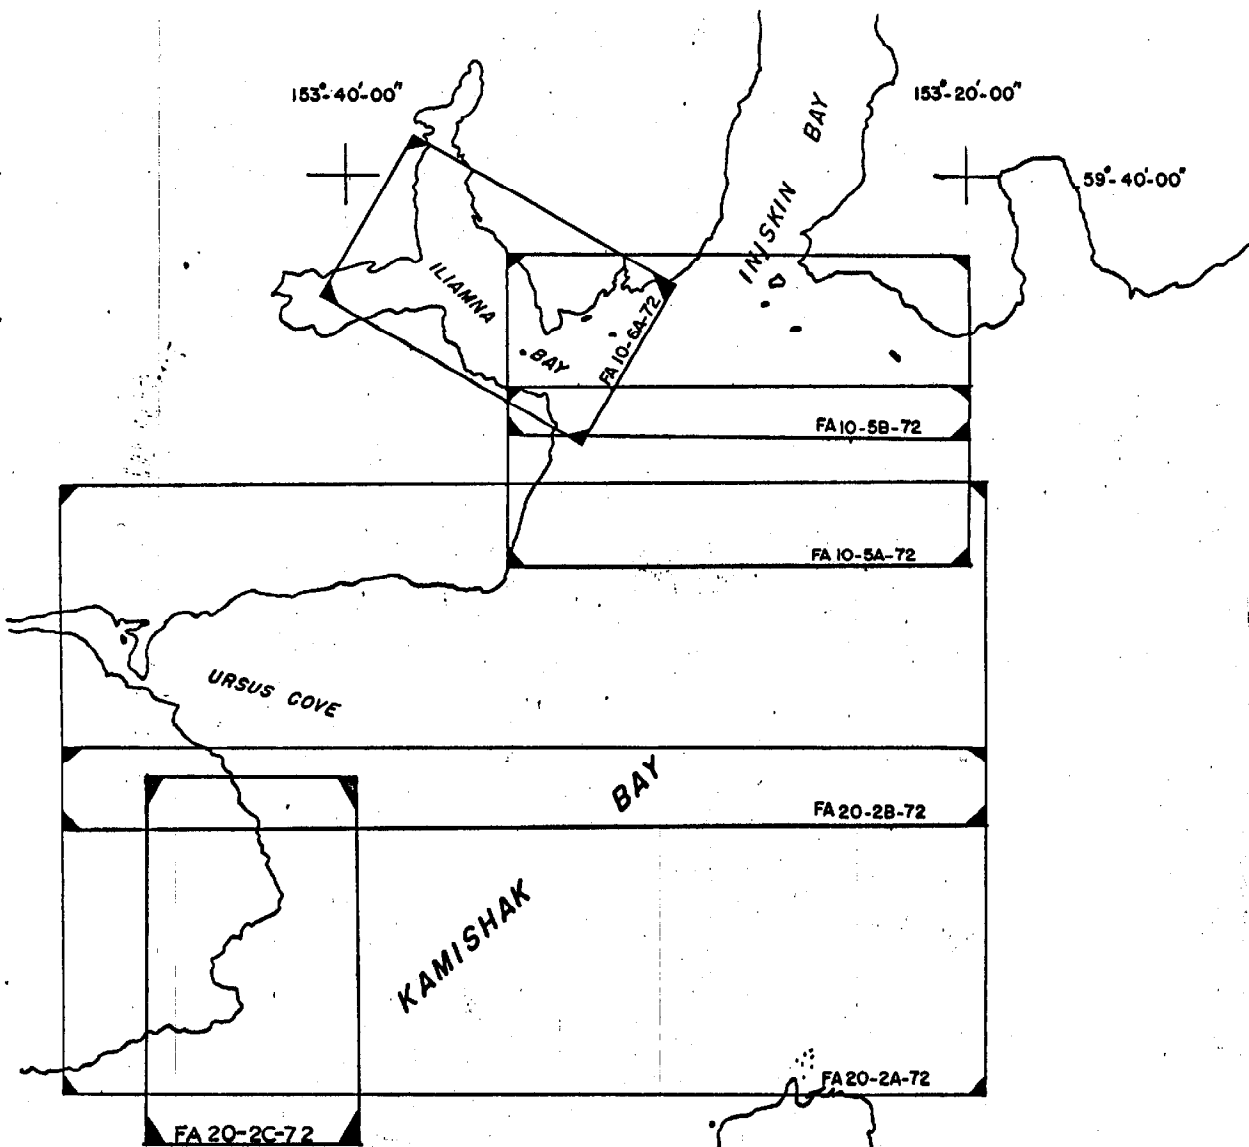 153°-40'-00"
153°-20'-00"
59°-40'-00"
INISKIN BAY
ILIAMNA
BAY
FA 10-6A-72
FA 10-5B-72
FA 10-5A-72
URSUS COVE
BAY
FA 20-2B-72
KAMISHAK
FA 20-2A-72
FA 20-2C-72